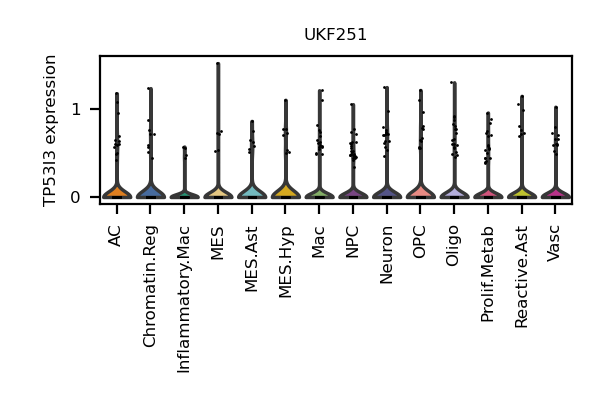 UKF251
TP53I3 expression
1
0
AC
Chromatin.Reg
Inflammatory.Mac
MES
MES.Ast
MES.Hyp
Mac
NPC
Neuron
OPC
Oligo
Prolif.Metab
Reactive.Ast
Vasc